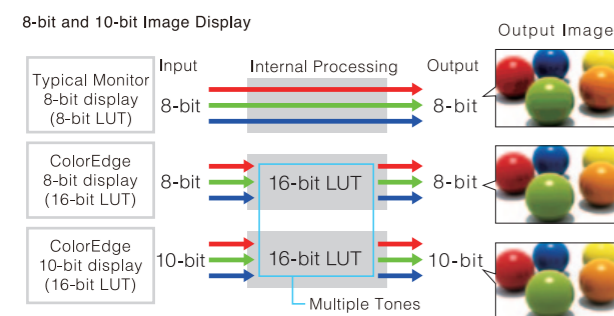 8-bit and 10-bit Image Display
Output Image
Input
Internal Processing
Output
Typical Monitor
8-bit display
(8-bit LUT)
8-bit
8-bit
ColorEdge
8-bit display
(16-bit LUT)
8-bit
16-bit LUT
8-bit
ColorEdge
10-bit display
(16-bit LUT)
10-bit
16-bit LUT
10-bit
Multiple Tones